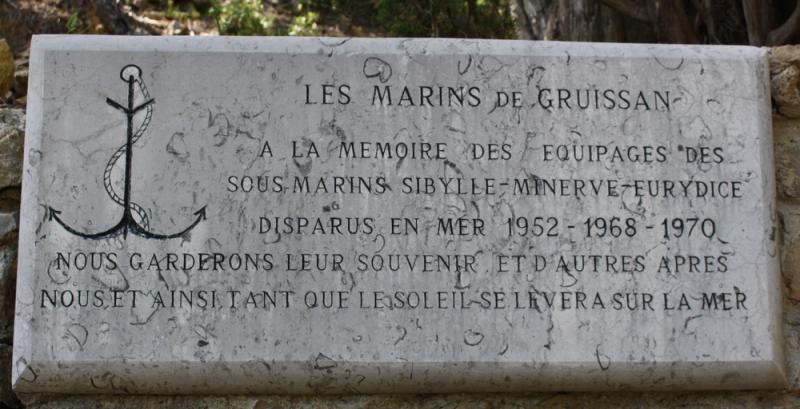 LES MARINS DE GRUISSAN
A LA MEMOIRE DES EQUIPAGES DES
SOUS-MARINS SIBYLLE-MINERVE-EURYDICE
DISPARUS EN MER 1952-1968-1970
NOUS GARDERONS LEUR SOUVENIR ET D'AUTRES APRES
NOUS.ET AINSI TANT QUE LE SOLEIL SE LEVERA SUR LA MER